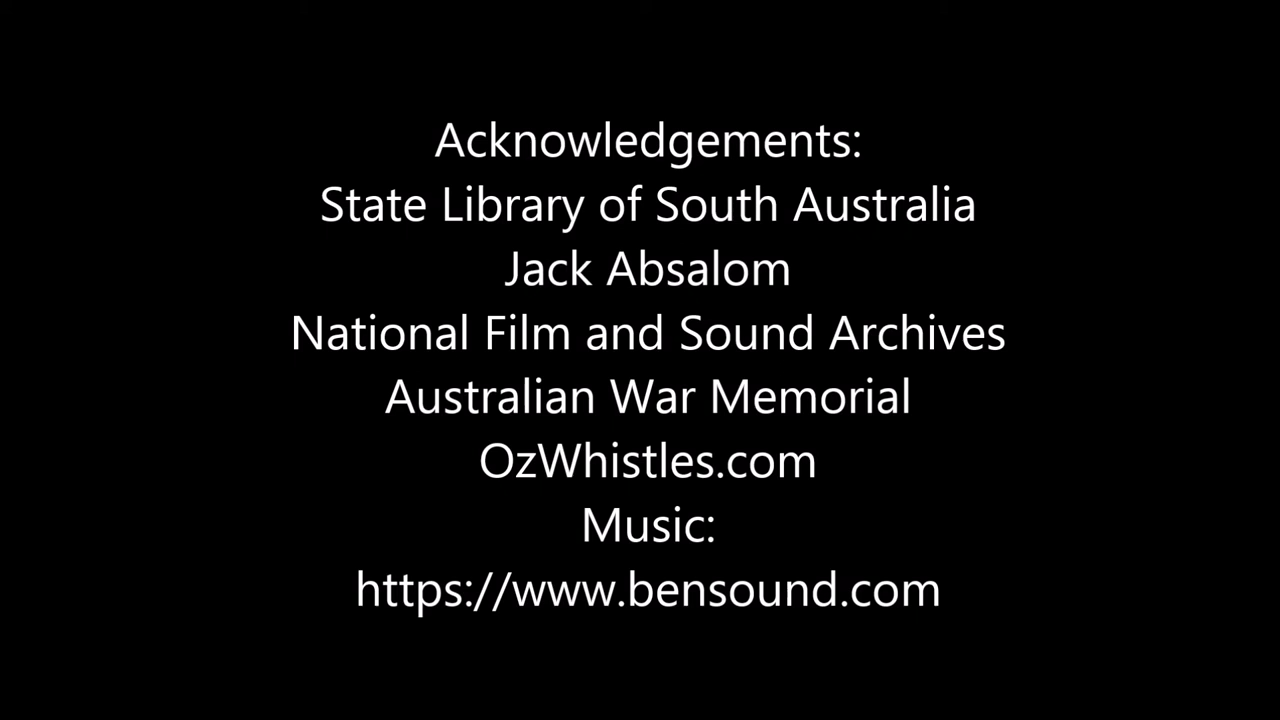 Acknowledgements:
State Library of South Australia
Jack Absalom
National Film and Sound Archives
Australian War Memorial
OzWhistles.com
Music:
https://www.bensound.com